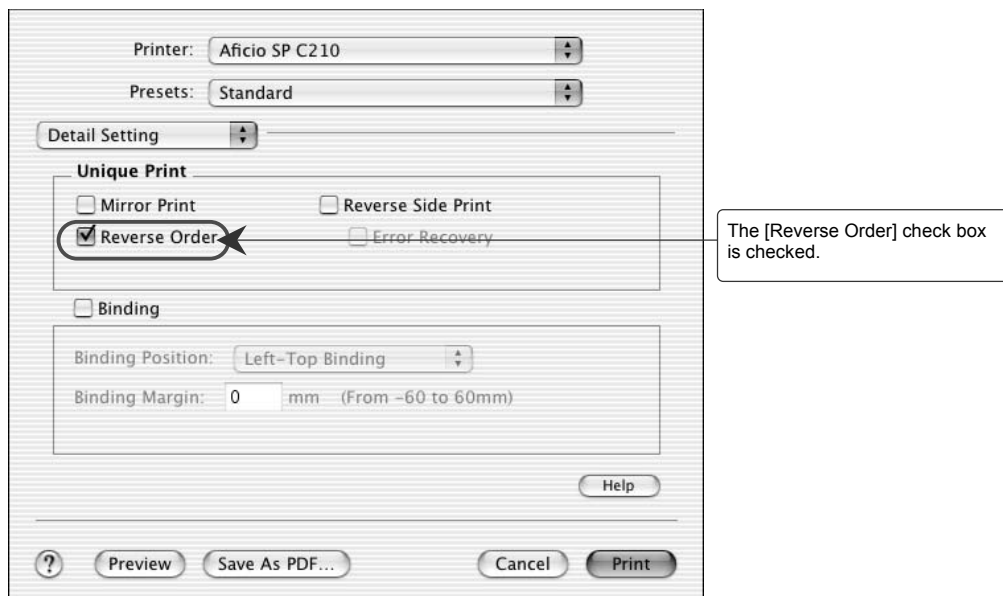 Printer: Aficio SP C210
Presets: Standard
Detail Setting
Unique Print
Mirror Print Reverse Side Print
Reverse Order Error Recovery
The [Reverse Order] check box
is checked.
Binding
Binding Position: Left-Top Binding
Binding Margin: 0 mm (From -60 to 60mm)
Help
? Preview Save As PDF... Cancel Print